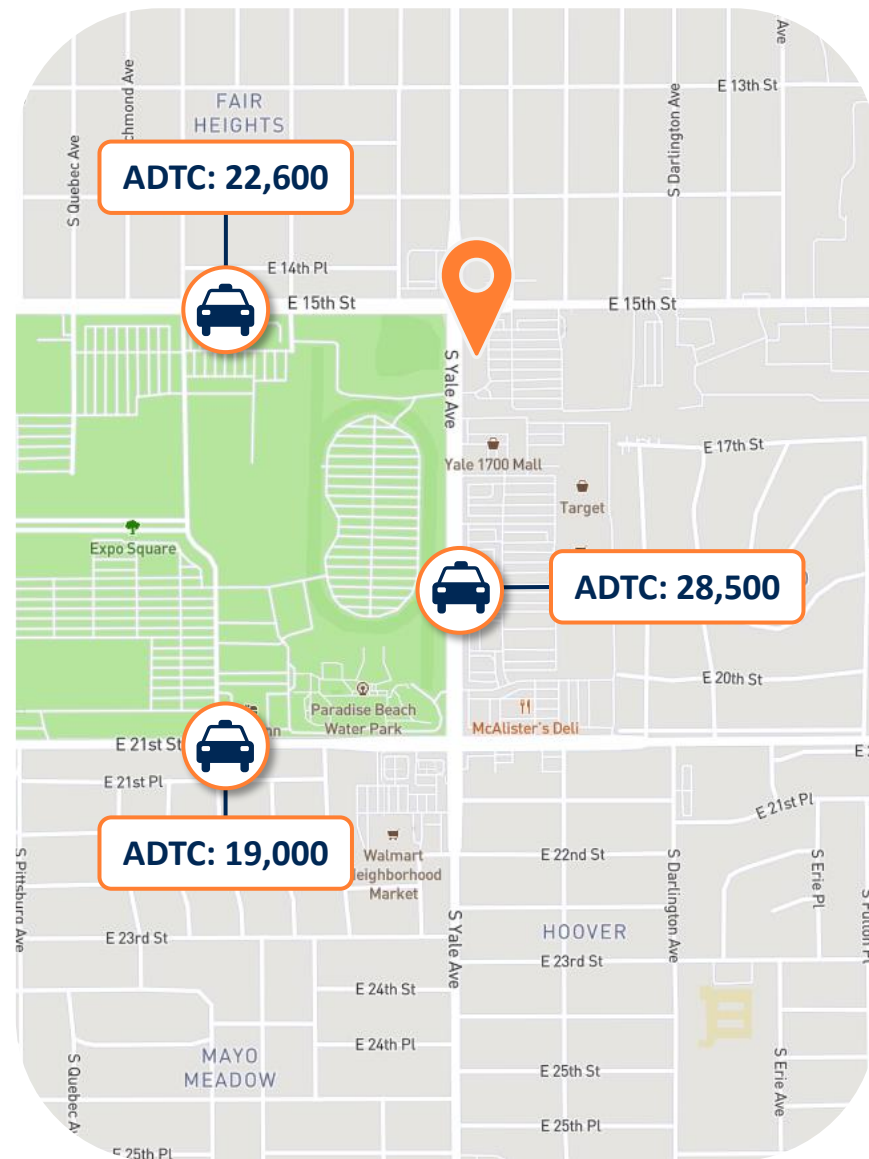 Ave
E 13th St
FAIR
HEIGHTS
chmond Ave
S Quebec Ave
S Darlington Ave
ADTC: 22,600
E 14th Pl
E 15th St
E 15th St
S Yale Ave
E 17th St
Yale 1700 Mall
Target
Expo Square
ADTC: 28,500
E 20th St
Paradise Beach
Water Park
McAlister's Deli
E 21st St
E 21st Pl
E 21st Pl
ADTC: 19,000
Walmart
Neighborhood
Market
E 22nd St
S Pittsburg Ave
S Darlington Ave
S Erie Pl
S Fulton Pl
S Yale Ave
E 23rd St
HOOVER
E 23rd St
E 24th St
E 24th Pl
MAYO
MEADOW
S Quebec A
E 25th St
S Erie Ave
E 25th Pl
E 25th Pl